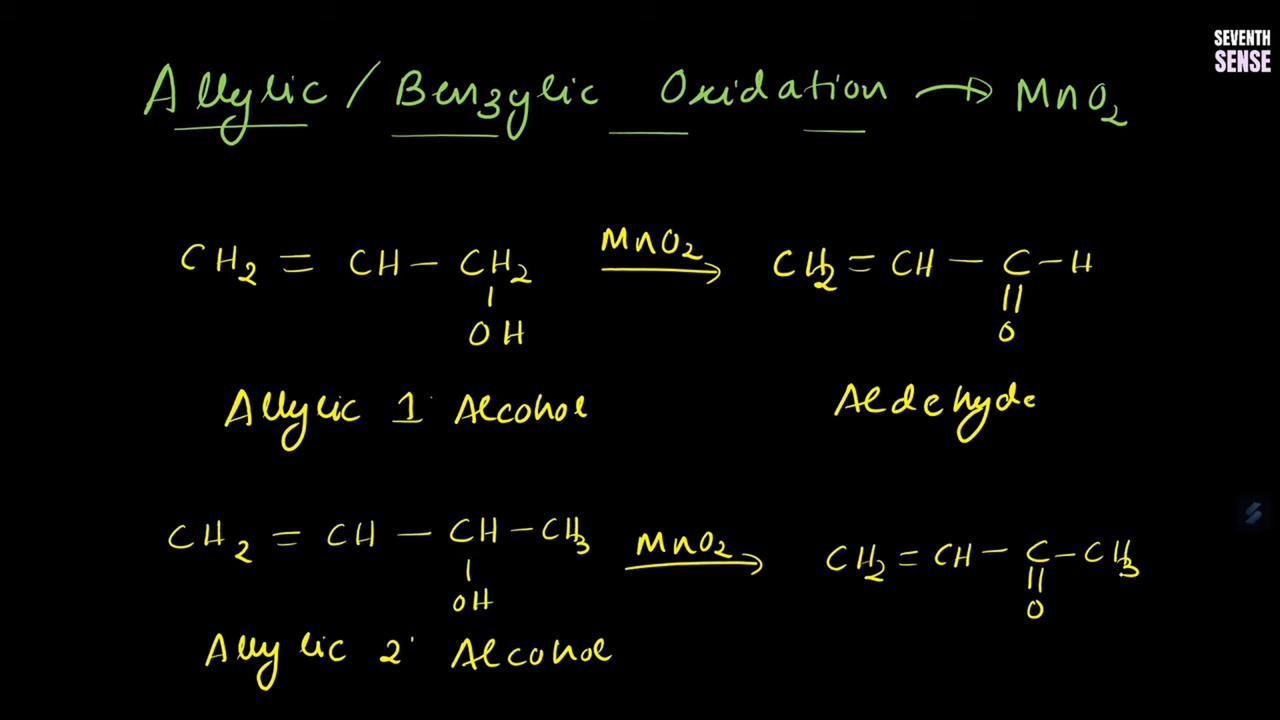 SEVENTH
SENSE
Allylic / Benzylic Oxidation → MnO2
CH2 = CH – CH2 MnO2 → CH2 = CH – C – H
OH O
Allylic 1° Alcohol Aldehyde
CH2 = CH – CH – CH3 MnO2 → CH2 = CH – C – CH3
OH O
Allylic 2° Alcohol